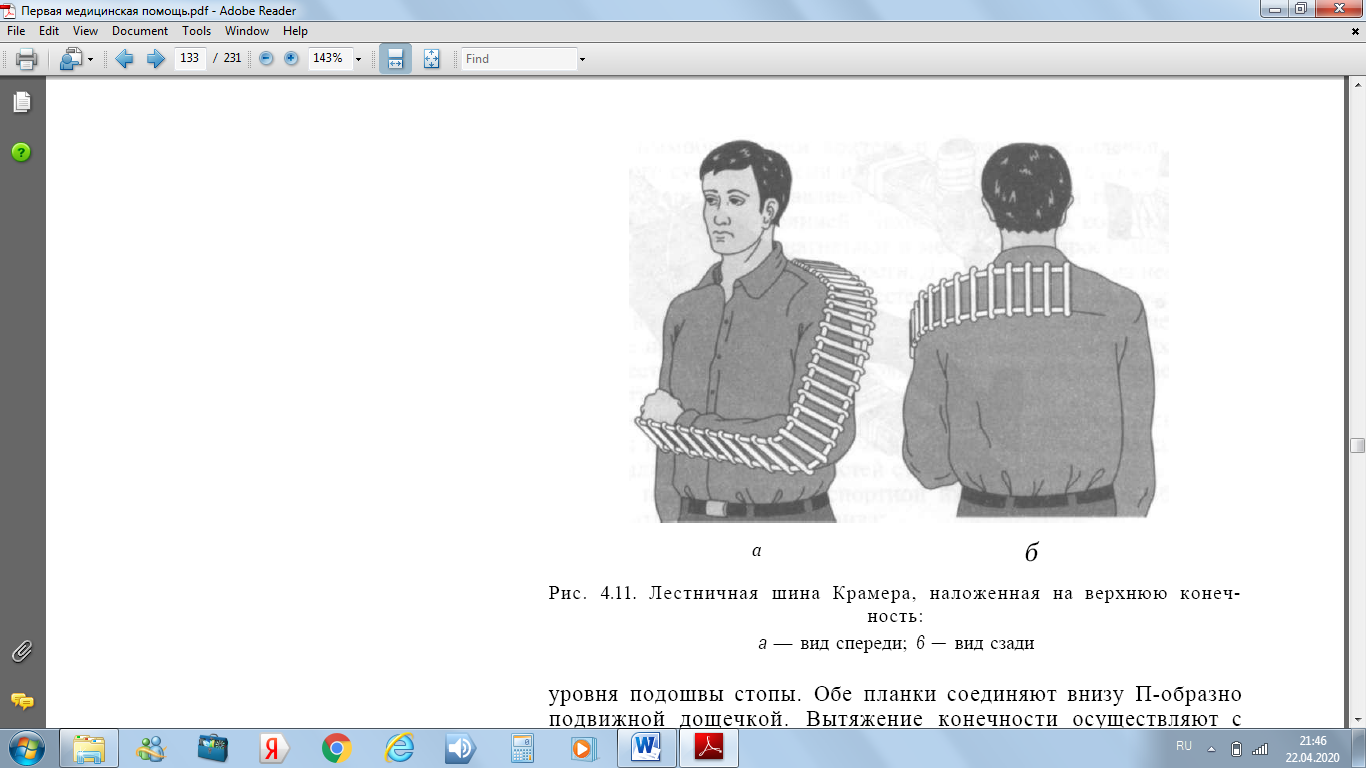 Первая медицинская помощь.pdf - Adobe Reader
File Edit View Document Tools Window Help
133 / 231 143% Find
а б
Рис. 4.11. Лестничная шина Крамера, наложенная на верхнюю конеч-
ность:
а — вид спереди; б — вид сзади
уровня подошвы стопы. Обе планки соединяют внизу П-образно
подвижной дощечкой. Вытяжение конечности осуществляют с
RU 21:46
22.04.2020